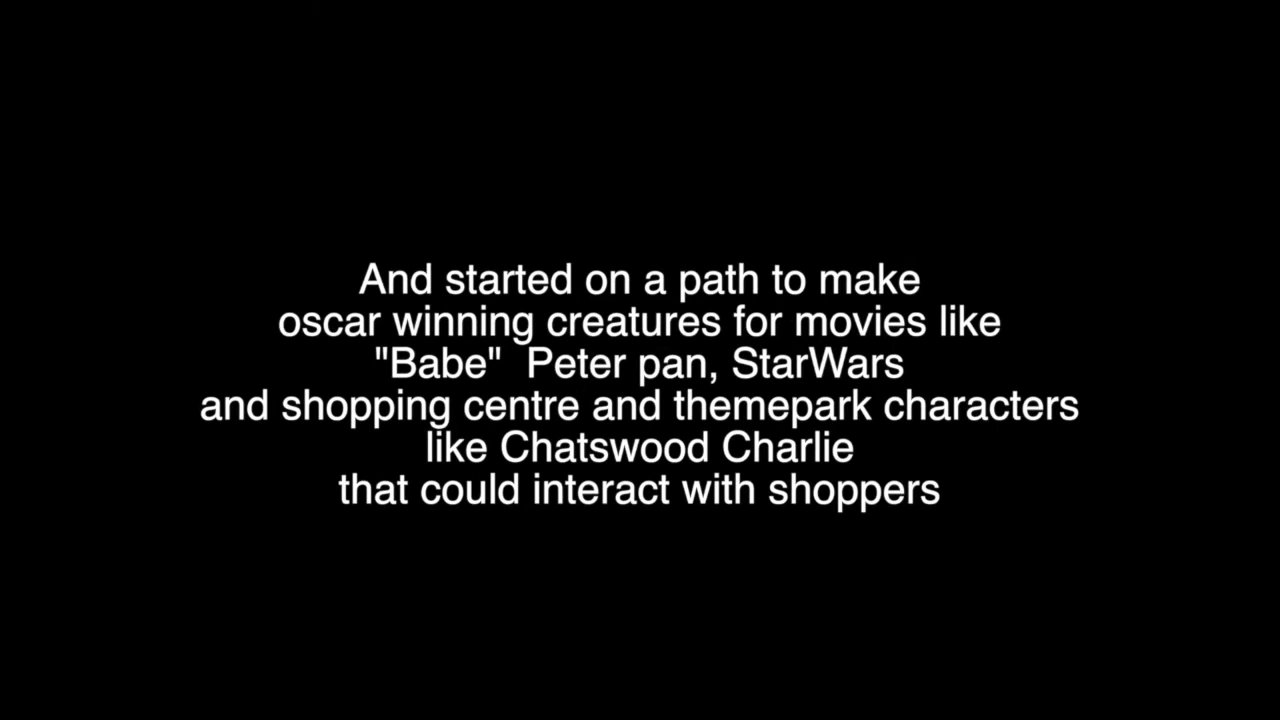 And started on a path to make
oscar winning creatures for movies like
"Babe"  Peter pan, StarWars
and shopping centre and themepark characters
like Chatswood Charlie
that could interact with shoppers